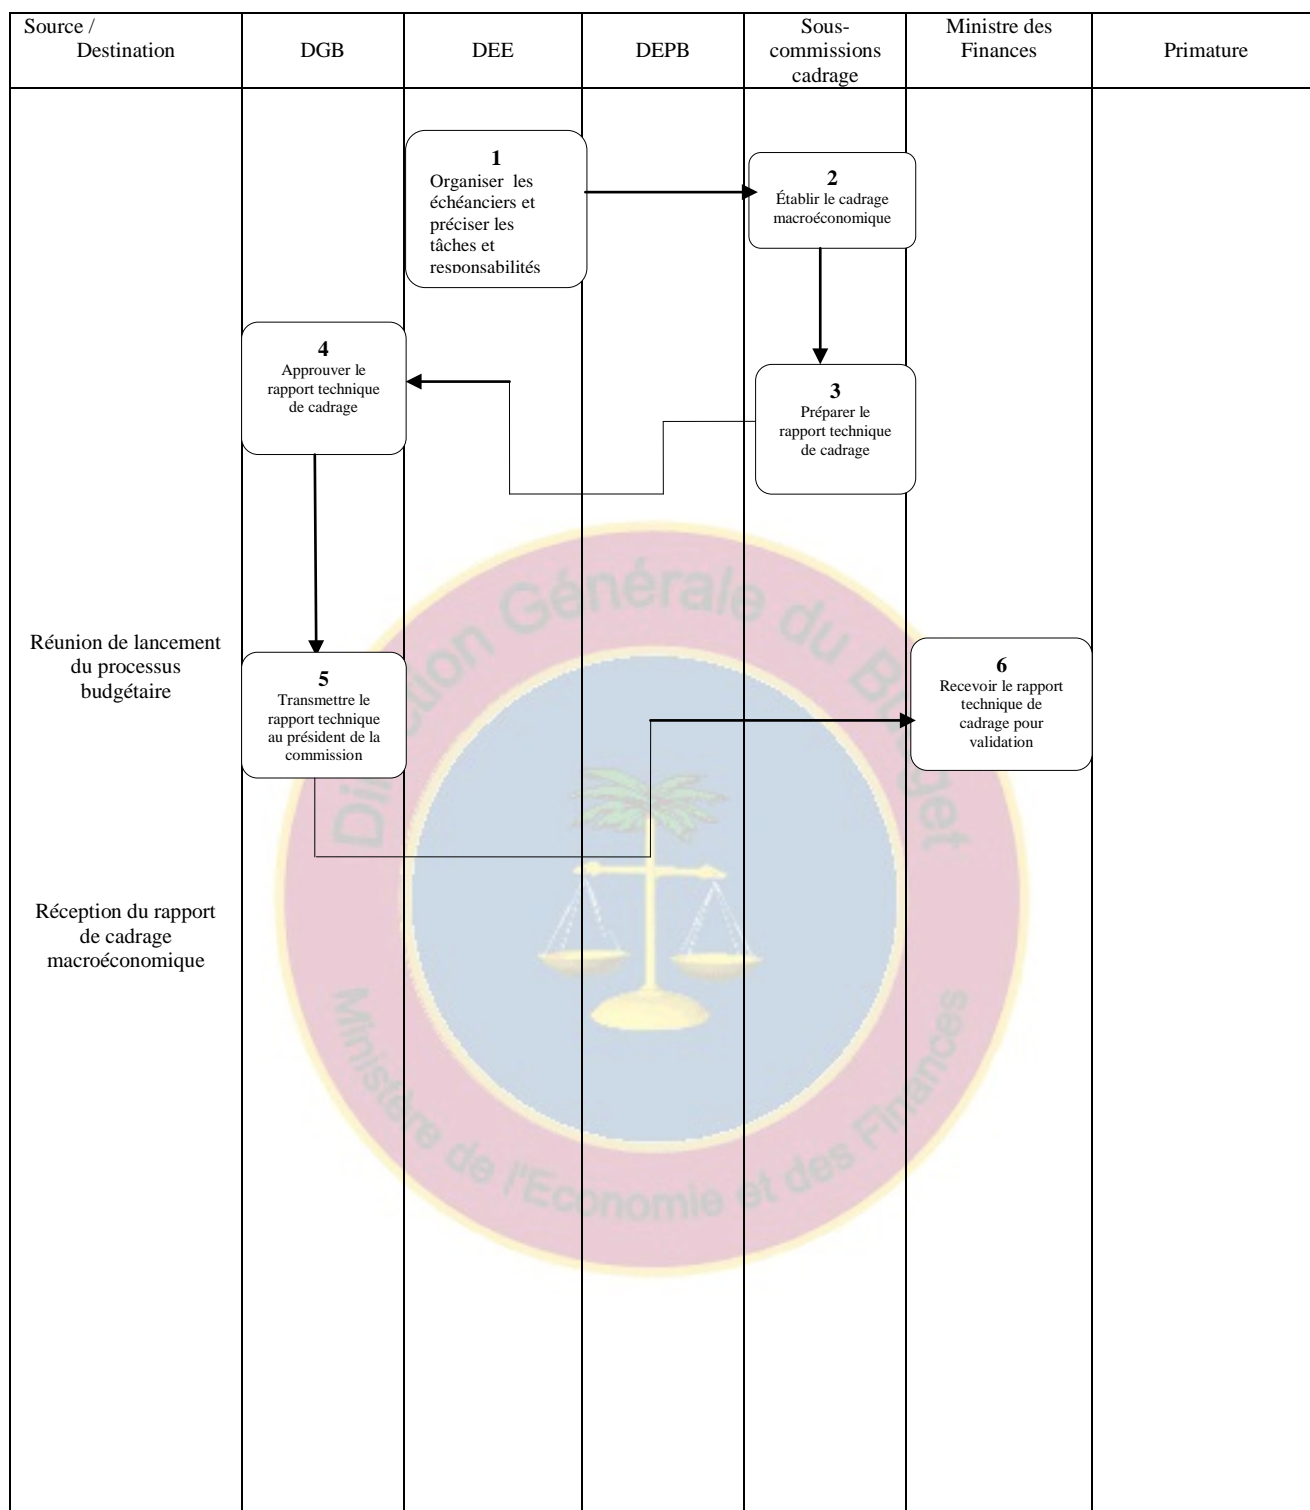 Source /
Destination
DGB
DEE
DEPB
Sous-
commissions
cadrage
Ministre des
Finances
Primature
1
Organiser les
échéanciers et
préciser les
tâches et
responsabilités
2
Établir le cadrage
macroéconomique
4
Approuver le
rapport technique
de cadrage
3
Préparer le
rapport technique
de cadrage
Réunion de lancement
du processus
budgétaire
5
Transmettre le
rapport technique
au président de la
commission
6
Recevoir le rapport
technique de
cadrage pour
validation
Réception du rapport
de cadrage
macroéconomique
Direction Générale du Budget
Ministère de l'Economie et des Finances